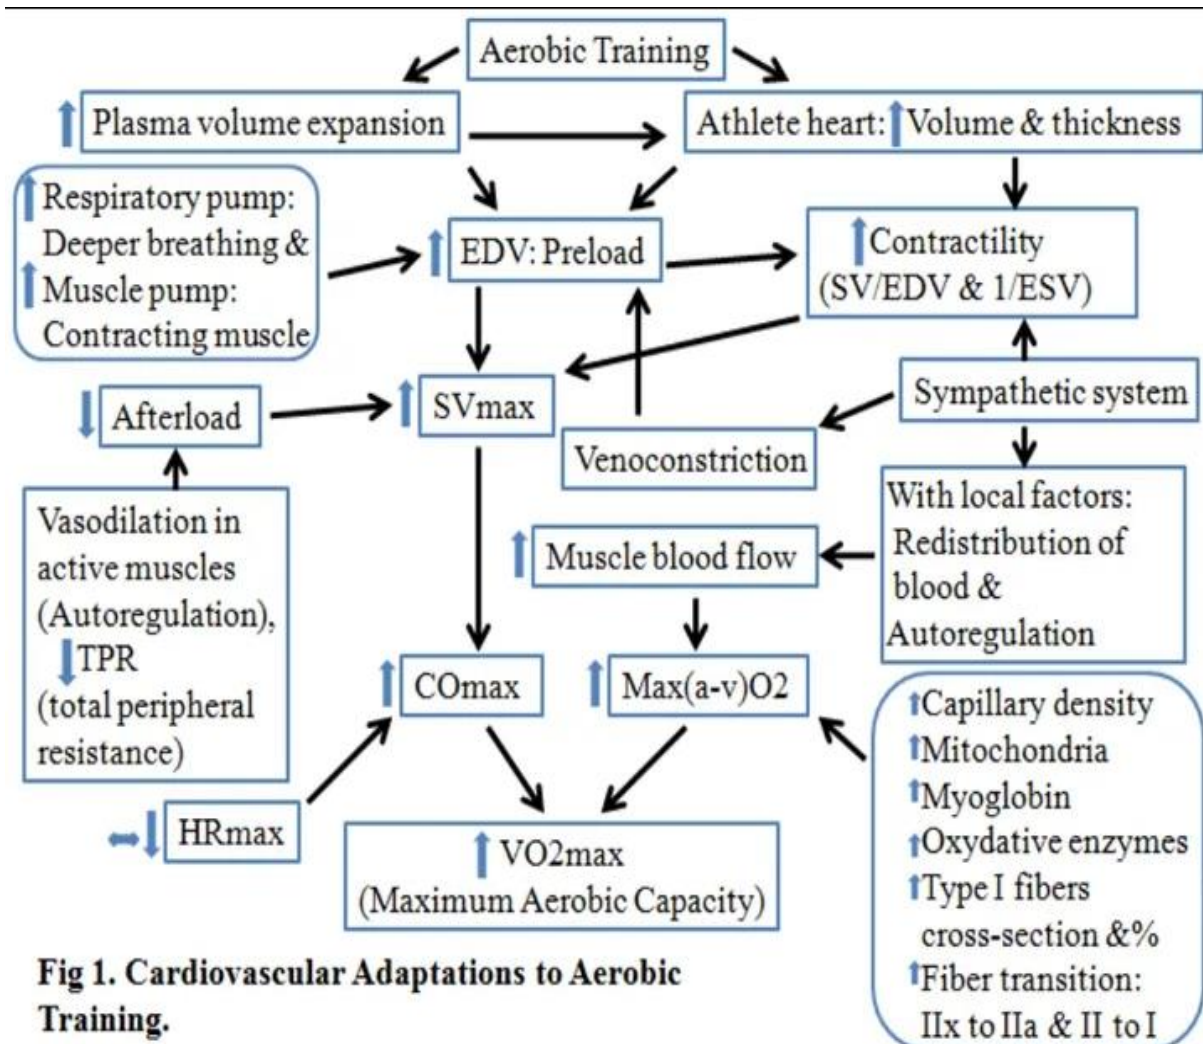 Aerobic Training
Plasma volume expansion
Athlete heart: Volume & thickness
Respiratory pump:
Deeper breathing &
Muscle pump:
Contracting muscle
EDV: Preload
Contractility
(SV/EDV & 1/ESV)
Afterload
SVmax
Sympathetic system
Venoconstriction
Vasodilation in
active muscles
(Autoregulation),
TPR
(total peripheral
resistance)
With local factors:
Redistribution of
blood &
Autoregulation
Muscle blood flow
COmax
Max(a-v)O2
Capillary density
Mitochondria
Myoglobin
Oxydative enzymes
Type I fibers
cross-section &%
Fiber transition:
IIx to IIa & II to I
HRmax
VO2max
(Maximum Aerobic Capacity)
Fig 1. Cardiovascular Adaptations to Aerobic
Training.